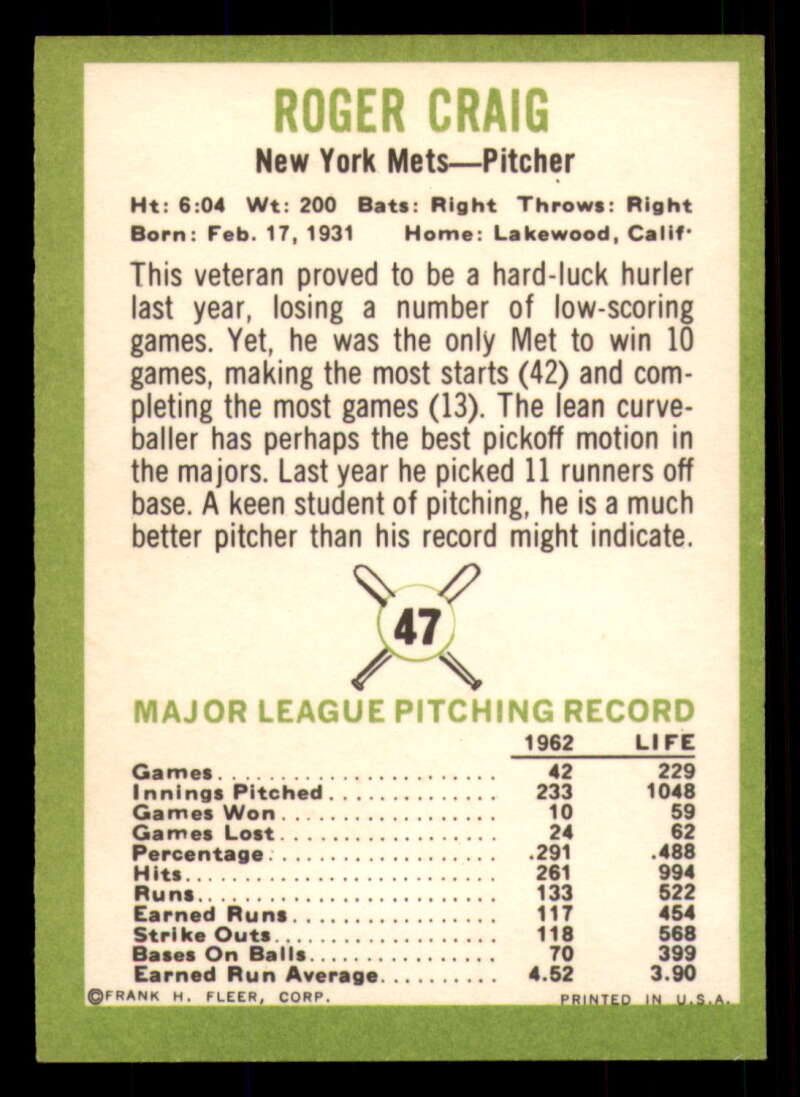 ROGER CRAIG
New York Mets—Pitcher
Ht: 6:04 Wt: 200 Bats: Right Throws: Right
Born: Feb. 17, 1931 Home: Lakewood, Calif.
This veteran proved to be a hard-luck hurler
last year, losing a number of low-scoring
games. Yet, he was the only Met to win 10
games, making the most starts (42) and com-
pleting the most games (13). The lean curve-
baller has perhaps the best pickoff motion in
the majors. Last year he picked 11 runners off
base. A keen student of pitching, he is a much
better pitcher than his record might indicate.
47
MAJOR LEAGUE PITCHING RECORD
1962 LIFE
Games...................... 42 229
Innings Pitched............. 233 1048
Games Won................. 10 59
Games Lost................. 24 62
Percentage.................. .291 .488
Hits......................... 261 994
Runs........................ 133 522
Earned Runs................ 117 454
Strike Outs.................. 118 568
Bases On Balls............... 70 399
Earned Run Average.......... 4.52 3.90
©FRANK H. FLEER, CORP. PRINTED IN U.S.A.